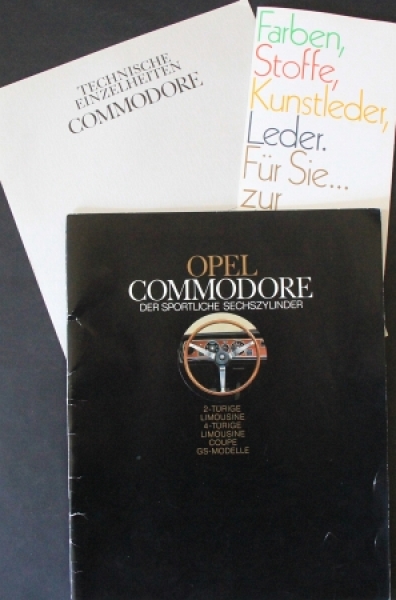 TECHNISCHE
EINZELHEITEN
COMMODORE
Farben,
Stoffe,
Kunstleder,
Leder.
Für Sie...
zur
OPEL
COMMODORE
DER SPORTLICHE SECHSZYLINDER
2-TÜRIGE
LIMOUSINE
4-TÜRIGE
LIMOUSINE
COUPE
GS-MODELLE